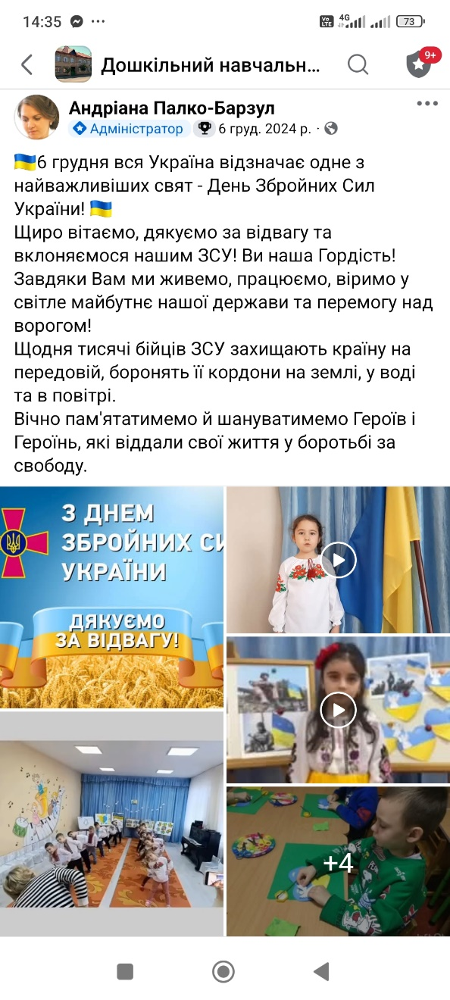 14:35
Vo
LTE
4G
73
Дошкільний навчальн...
9+
Андріана Палко-Барзул
Адміністратор
6 груд. 2024 р. ·
🇺🇦6 грудня вся Україна відзначає одне з
найважливіших свят - День Збройних Сил
України! 🇺🇦
Щиро вітаємо, дякуємо за відвагу та
вклоняємося нашим ЗСУ! Ви наша Гордість!
Завдяки Вам ми живемо, працюємо, віримо у
світле майбутнє нашої держави та перемогу над
ворогом!
Щодня тисячі бійців ЗСУ захищають країну на
передовій, боронять її кордони на землі, у воді
та в повітрі.
Вічно пам'ятатимемо й шануватимемо Героїв і
Героїнь, які віддали свої життя у боротьбі за
свободу.
З ДНЕМ
ЗБРОЙНИХ СИ
УКРАЇНИ
ДЯКУЄМО
ЗА ВІДВАГУ!
+4